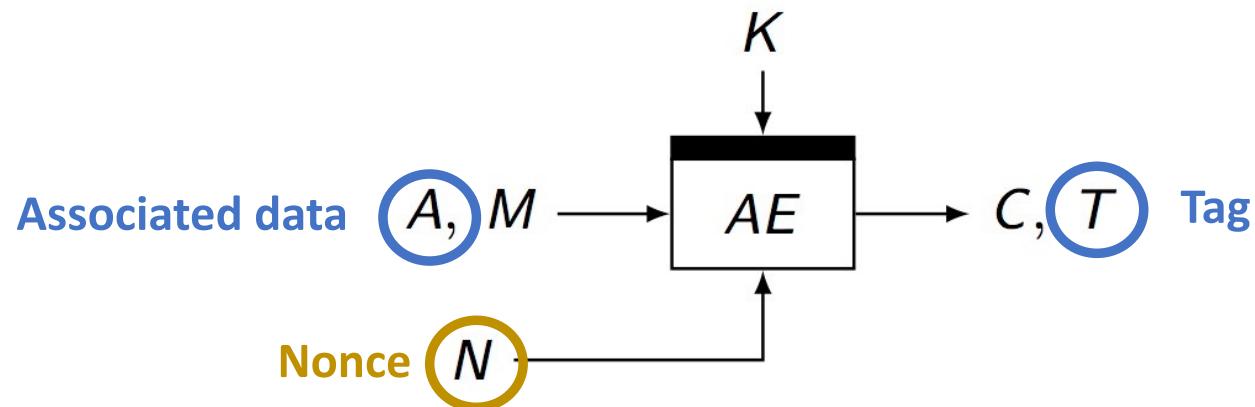 K
Associated data A, M AE C, T Tag
Nonce N